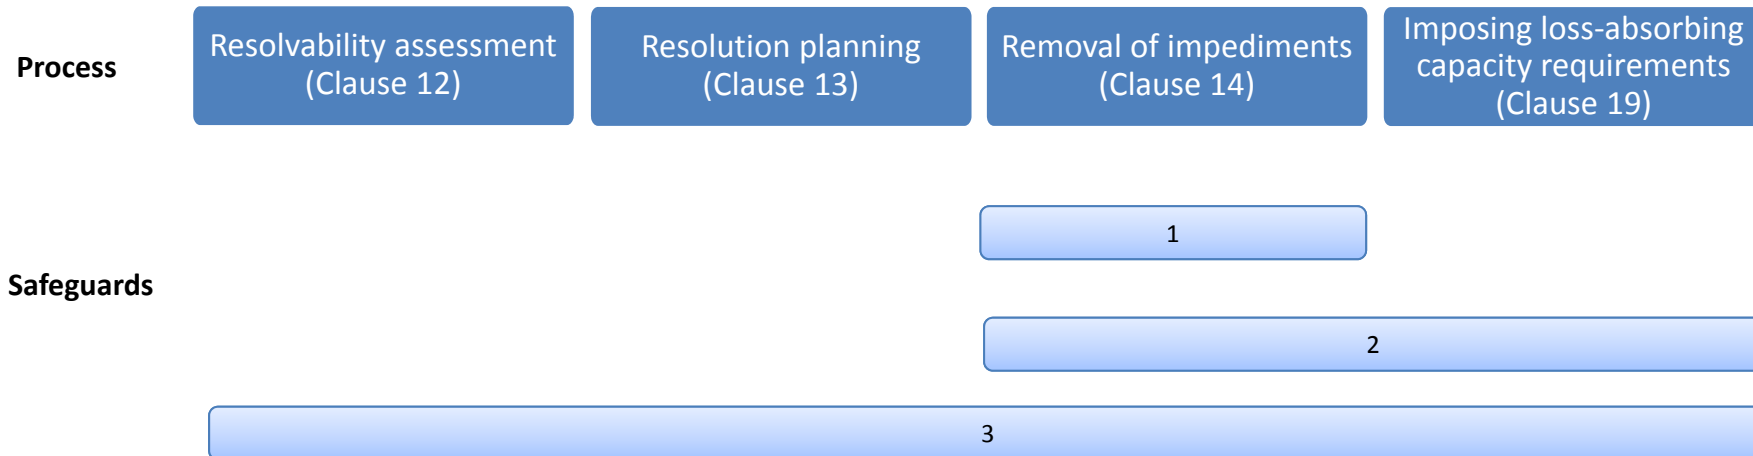 Process
Resolvability assessment
(Clause 12)
Resolution planning
(Clause 13)
Removal of impediments
(Clause 14)
Imposing loss-absorbing
capacity requirements
(Clause 19)
Safeguards
1
2
3